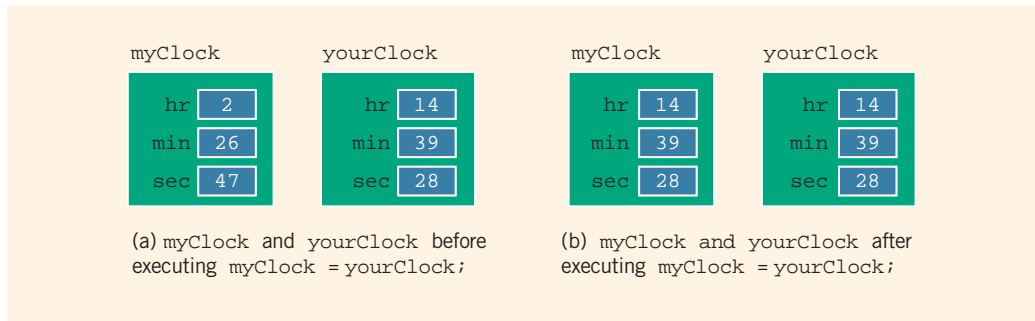 myClock yourClock myClock yourClock
hr 2 hr 14 hr 14 hr 14
min 26 min 39 min 39 min 39
sec 47 sec 28 sec 28 sec 28
(a) myClock and yourClock before
executing myClock = yourClock;
(b) myClock and yourClock after
executing myClock = yourClock;